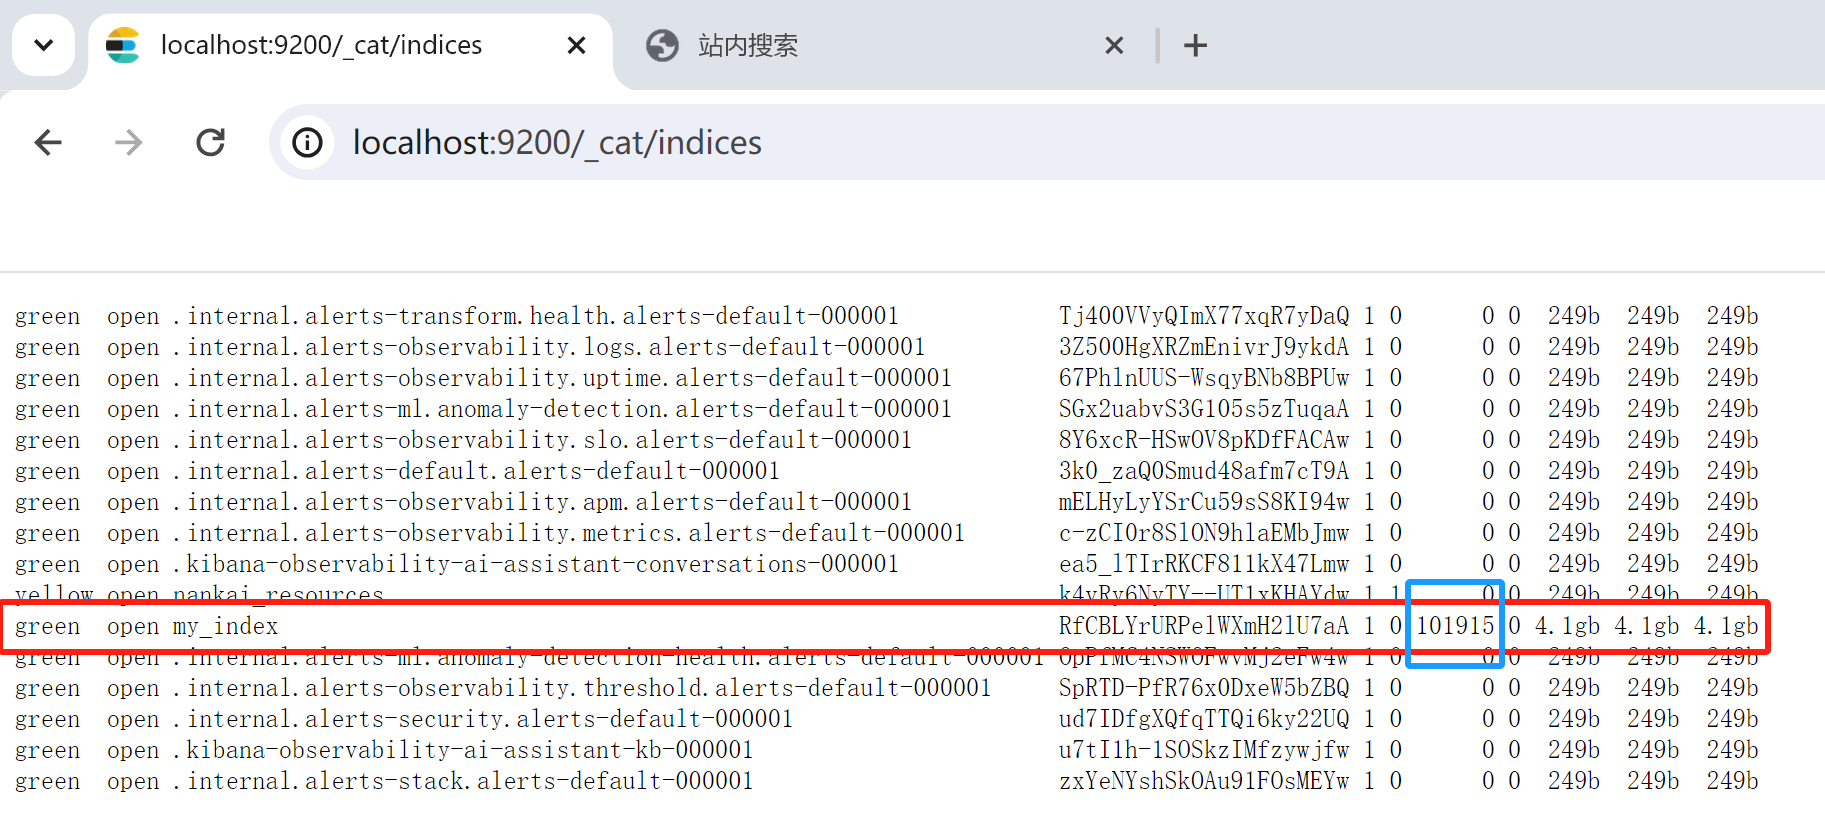 localhost:9200/_cat/indices
站内搜索
localhost:9200/_cat/indices
green open .internal.alerts-transform.health.alerts-default-000001 Tj4OOVVyQImX77xqR7yDaQ 1 0 0 0 249b 249b 249b
green open .internal.alerts-observability.logs.alerts-default-000001 3Z5OOHgXRZmEnivrJ9ykdA 1 0 0 0 249b 249b 249b
green open .internal.alerts-observability.uptime.alerts-default-000001 67PhlnUUS-WsqyBNb8BPUw 1 0 0 0 249b 249b 249b
green open .internal.alerts-ml.anomaly-detection.alerts-default-000001 SGx2uabvS3G105s5zTuqaA 1 0 0 0 249b 249b 249b
green open .internal.alerts-observability.slo.alerts-default-000001 8Y6xcR-HSwOV8pKDfFACAw 1 0 0 0 249b 249b 249b
green open .internal.alerts-default.alerts-default-000001 3k0_zaQ0Smud48afm7cT9A 1 0 0 0 249b 249b 249b
green open .internal.alerts-observability.apm.alerts-default-000001 mELHyLyYSrCu59sS8KI94w 1 0 0 0 249b 249b 249b
green open .internal.alerts-observability.metrics.alerts-default-000001 c-zCI0r8SlON9hlaEMbJmw 1 0 0 0 249b 249b 249b
green open .kibana-observability-ai-assistant-conversations-000001 ea5_lTIrRKCF811kX47Lmw 1 0 0 0 249b 249b 249b
yellow open nankai_resources k4vRy6NyTY--UT1xKHAYdw 1 1 0 0 249b 249b 249b
green open my_index RfCBLYrURPelWXmH2lU7aA 1 0 101915 0 4.1gb 4.1gb 4.1gb
green open .internal.alerts-ml.anomaly-detection-health.alerts-default-000001 1 0 0 0 249b 249b 249b
green open .internal.alerts-observability.threshold.alerts-default-000001 SpRTD-PfR76xODxeW5bZBQ 1 0 0 0 249b 249b 249b
green open .internal.alerts-security.alerts-default-000001 ud7IDfgXQfqTTQi6ky22UQ 1 0 0 0 249b 249b 249b
green open .kibana-observability-ai-assistant-kb-000001 u7tI1h-1SOSkzIMfzywjfw 1 0 0 0 249b 249b 249b
green open .internal.alerts-stack.alerts-default-000001 zxYeNYshSkOAu91FOsMEYw 1 0 0 0 249b 249b 249b